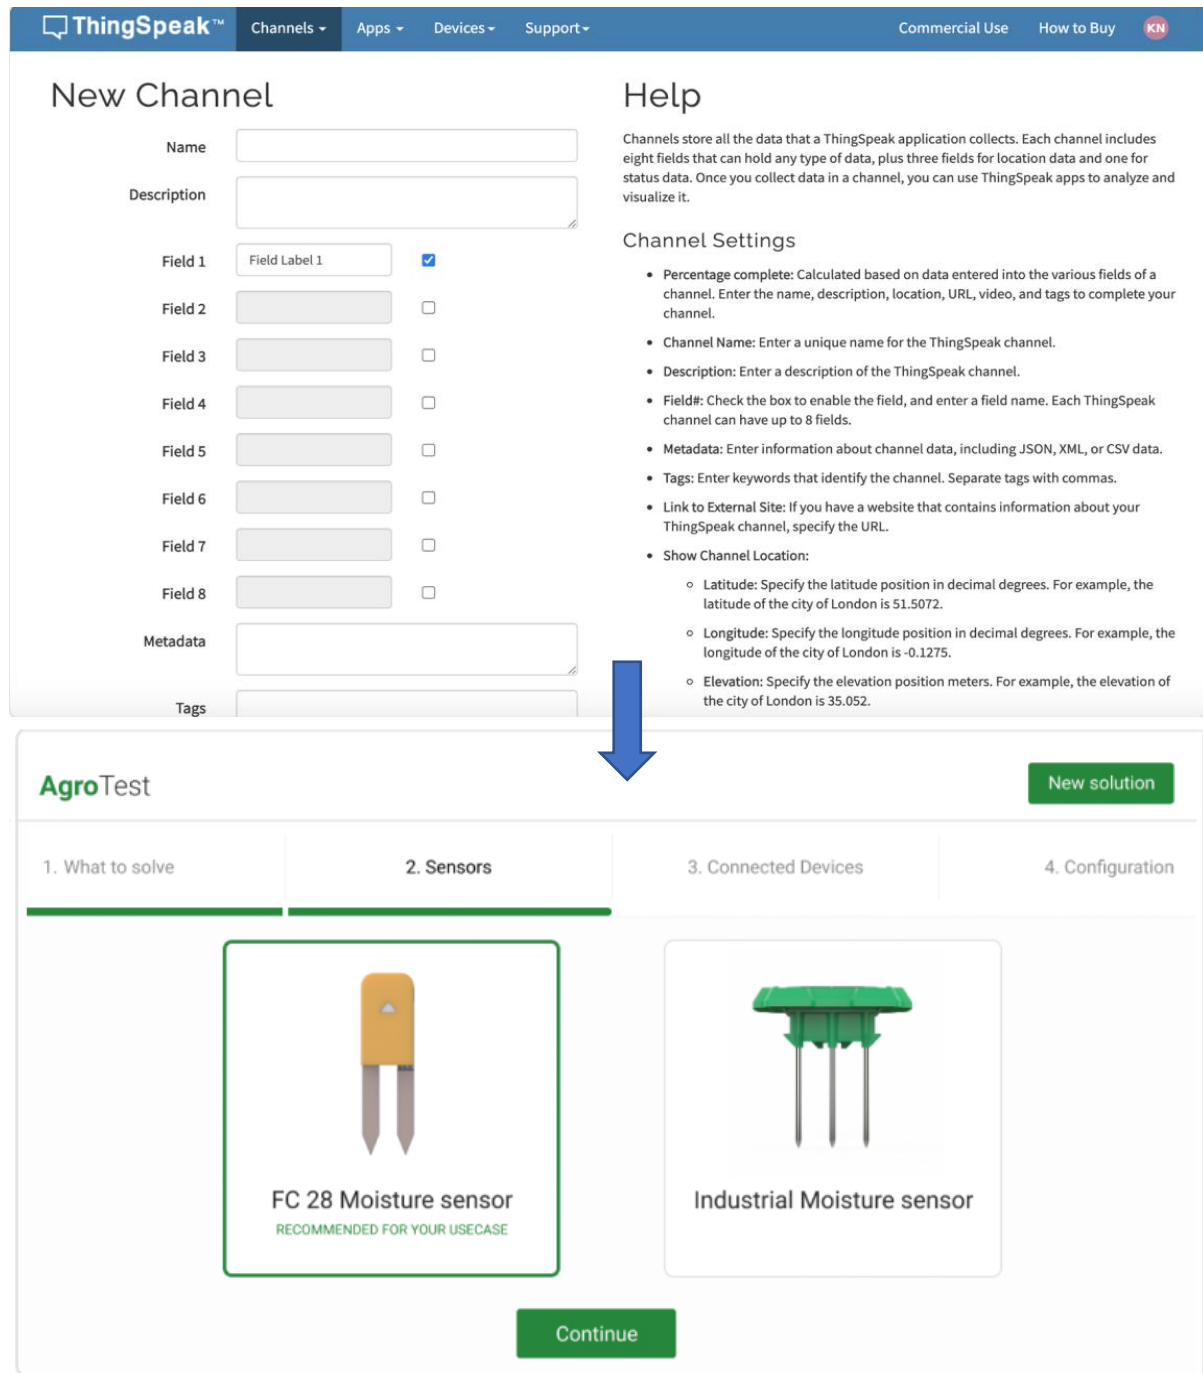 ThingSpeak™ Channels Apps Devices Support Commercial Use How to Buy KN
New Channel
Name
Description
Field 1 Field Label 1
Field 2
Field 3
Field 4
Field 5
Field 6
Field 7
Field 8
Metadata
Tags
Help
Channels store all the data that a ThingSpeak application collects. Each channel includes
eight fields that can hold any type of data, plus three fields for location data and one for
status data. Once you collect data in a channel, you can use ThingSpeak apps to analyze and
visualize it.
Channel Settings
• Percentage complete: Calculated based on data entered into the various fields of a
channel. Enter the name, description, location, URL, video, and tags to complete your
channel.
• Channel Name: Enter a unique name for the ThingSpeak channel.
• Description: Enter a description of the ThingSpeak channel.
• Field#: Check the box to enable the field, and enter a field name. Each ThingSpeak
channel can have up to 8 fields.
• Metadata: Enter information about channel data, including JSON, XML, or CSV data.
• Tags: Enter keywords that identify the channel. Separate tags with commas.
• Link to External Site: If you have a website that contains information about your
ThingSpeak channel, specify the URL.
• Show Channel Location:
◦ Latitude: Specify the latitude position in decimal degrees. For example, the
latitude of the city of London is 51.5072.
◦ Longitude: Specify the longitude position in decimal degrees. For example, the
longitude of the city of London is -0.1275.
◦ Elevation: Specify the elevation position meters. For example, the elevation of
the city of London is 35.052.
AgroTest New solution
1. What to solve 2. Sensors 3. Connected Devices 4. Configuration
FC 28 Moisture sensor
RECOMMENDED FOR YOUR USECASE
Industrial Moisture sensor
Continue